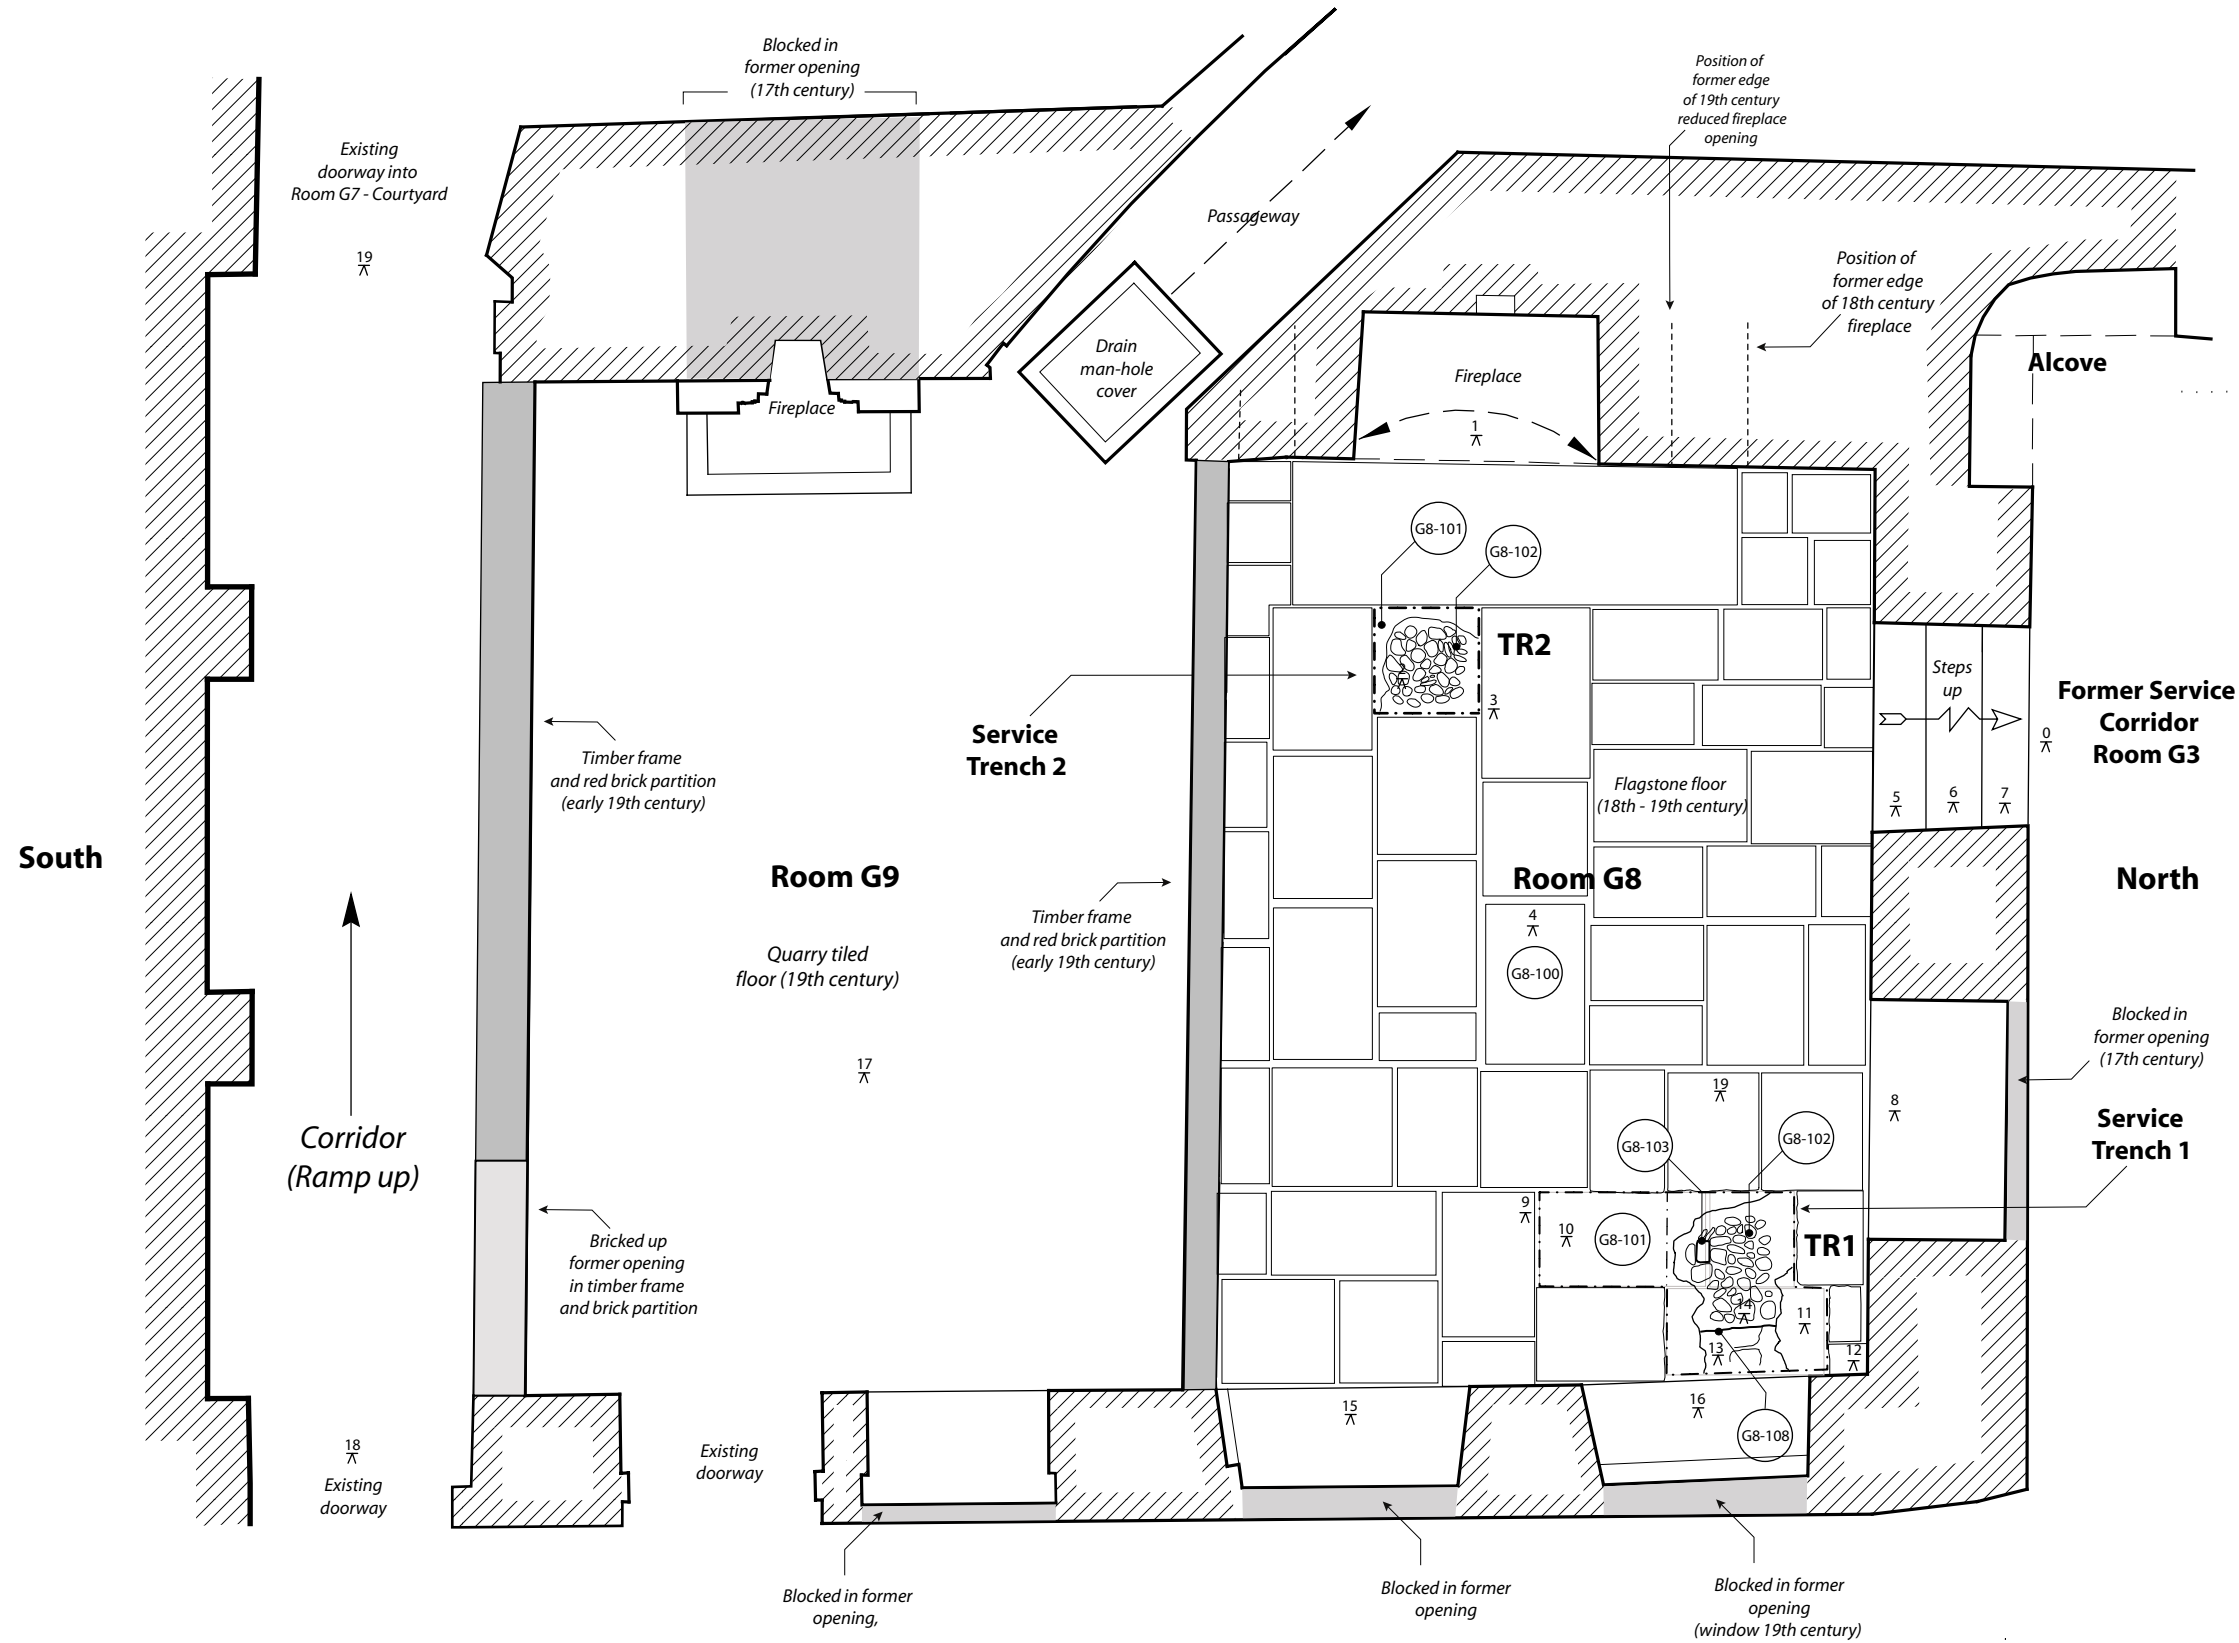 Blocked in
former opening
(17th century)
Position of
former edge
of 19th century
reduced fireplace
opening
Existing
doorway into
Room G7 - Courtyard
19
Passageway
Position of
former edge
of 18th century
fireplace
Drain
man-hole
cover
Fireplace
Fireplace
1
Alcove
G8-101
G8-102
TR2
2
3
Service
Trench 2
Steps
up
Former Service
Corridor
Room G3
0
5
6
7
Timber frame
and red brick partition
(early 19th century)
Flagstone floor
(18th - 19th century)
South
Room G9
Room G8
North
Timber frame
and red brick partition
(early 19th century)
4
G8-100
Quarry tiled
floor (19th century)
17
Blocked in
former opening
(17th century)
19
8
Corridor
(Ramp up)
G8-103
G8-102
Service
Trench 1
9
10
G8-101
TR1
Bricked up
former opening
in timber frame
and brick partition
14
11
13
12
15
16
G8-108
18
Existing
doorway
Existing
doorway
Blocked in former
opening,
Blocked in former
opening
Blocked in former
opening
(window 19th century)